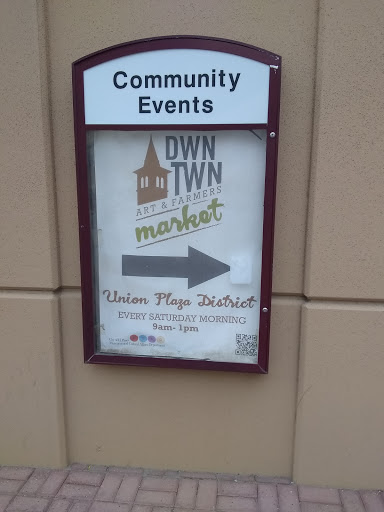 Community
Events
DWN
TWN
ART & FARMERS
market
Union Plaza District
EVERY SATURDAY MORNING
9am-1pm